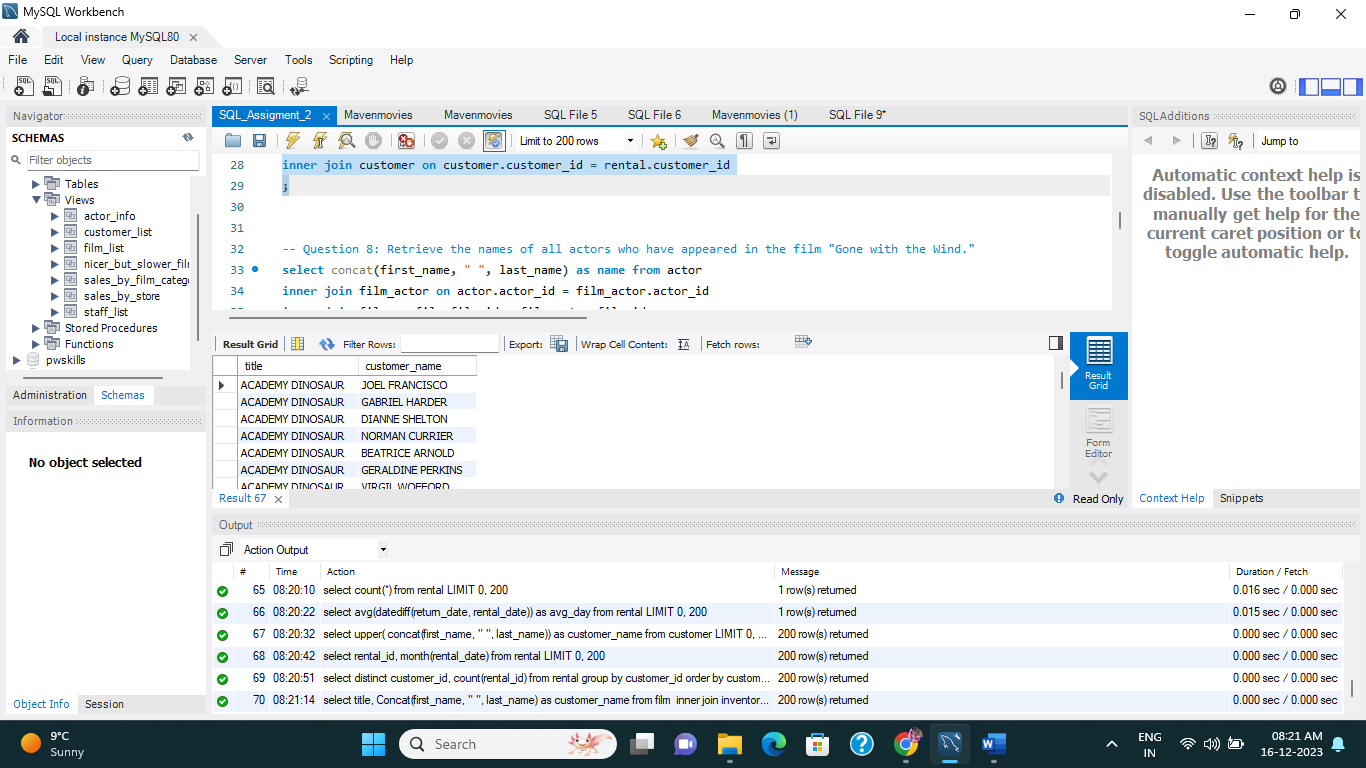 MySQL Workbench
Local instance MySQL80
File Edit View Query Database Server Tools Scripting Help
Navigator
SCHEMAS
Filter objects
Tables
Views
actor_info
customer_list
film_list
nicer_but_slower_film
sales_by_film_catego
sales_by_store
staff_list
Stored Procedures
Functions
pwskills
Administration Schemas
Information
No object selected
Object Info Session
SQL_Assigment_2 Mavenmovies Mavenmovies SQL File 5 SQL File 6 Mavenmovies (1) SQL File 9*
Limit to 200 rows
28 inner join customer on customer.customer_id = rental.customer_id
29 ;
30
31
32 -- Question 8: Retrieve the names of all actors who have appeared in the film "Gone with the Wind."
33 select concat(first_name, " ", last_name) as name from actor
34 inner join film_actor on actor.actor_id = film_actor.actor_id
Result Grid Filter Rows: Export: Wrap Cell Content: Fetch rows:
title customer_name
ACADEMY DINOSAUR JOEL FRANCISCO
ACADEMY DINOSAUR GABRIEL HARDER
ACADEMY DINOSAUR DIANNE SHELTON
ACADEMY DINOSAUR NORMAN CURRIER
ACADEMY DINOSAUR BEATRICE ARNOLD
ACADEMY DINOSAUR GERALDINE PERKINS
ACADEMY DINOSAUR VIRGIL WOFFORD
Result Grid
Form Editor
Result 67
Read Only
SQLAdditions
Jump to
Automatic context help is
disabled. Use the toolbar t
manually get help for the
current caret position or to
toggle automatic help.
Context Help Snippets
Output
Action Output
# Time Action Message Duration / Fetch
65 08:20:10 select count(*) from rental LIMIT 0, 200 1 row(s) returned 0.016 sec / 0.000 sec
66 08:20:22 select avg(datediff(return_date, rental_date)) as avg_day from rental LIMIT 0, 200 1 row(s) returned 0.015 sec / 0.000 sec
67 08:20:32 select upper( concat(first_name, " ", last_name)) as customer_name from customer LIMIT 0, ... 200 row(s) returned 0.000 sec / 0.000 sec
68 08:20:42 select rental_id, month(rental_date) from rental LIMIT 0, 200 200 row(s) returned 0.000 sec / 0.000 sec
69 08:20:51 select distinct customer_id, count(rental_id) from rental group by customer_id order by custom... 200 row(s) returned 0.000 sec / 0.000 sec
70 08:21:14 select title, Concat(first_name, " ", last_name) as customer_name from film inner join inventor... 200 row(s) returned 0.000 sec / 0.000 sec
9°C
Sunny
Search
ENG
IN
08:21 AM
16-12-2023